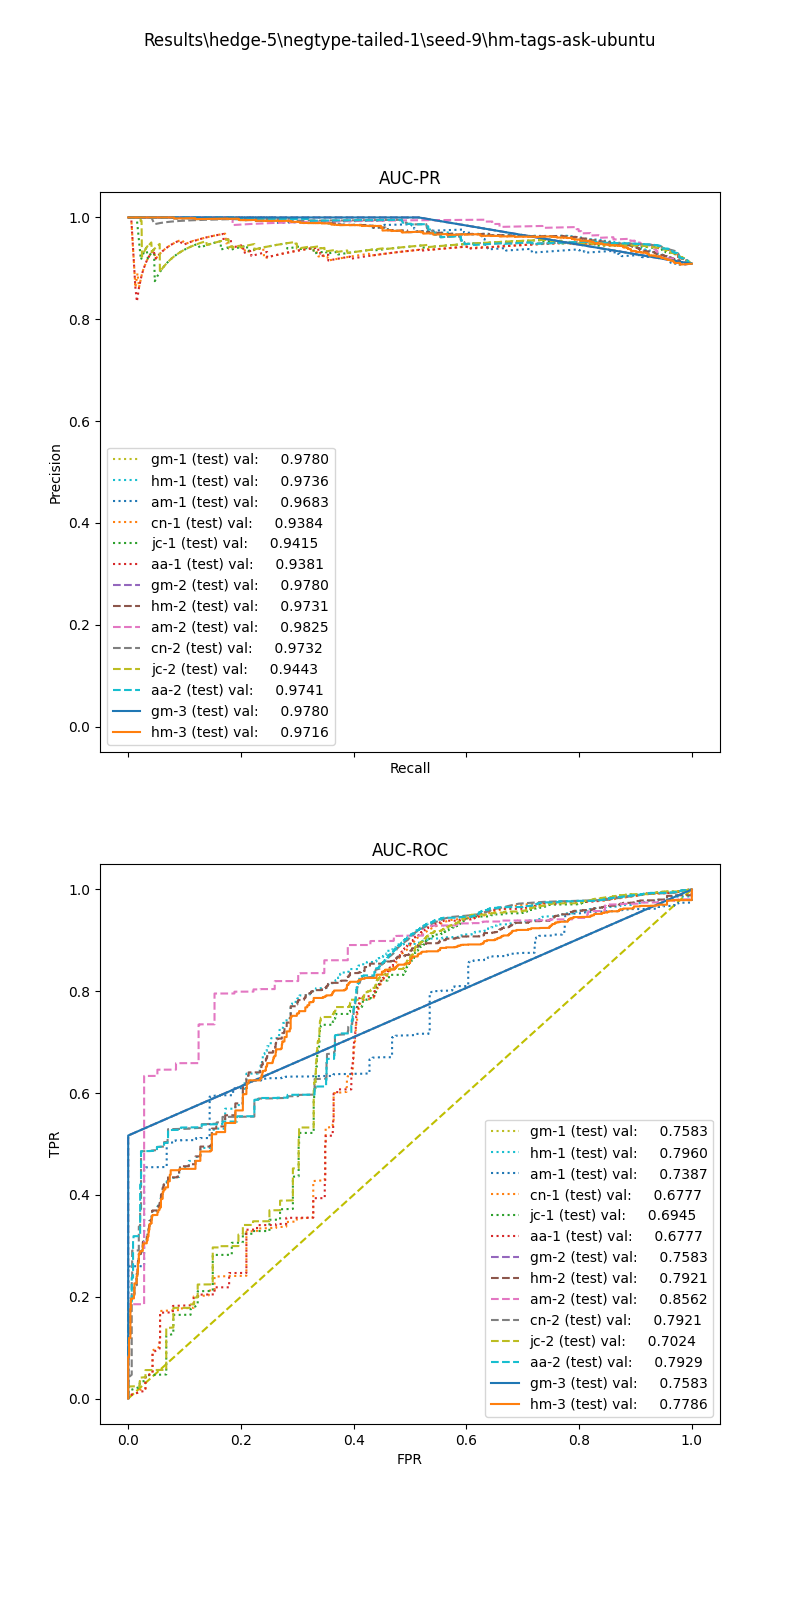 Results\hedge-5\negtype-tailed-1\seed-9\hm-tags-ask-ubuntu
AUC-PR
1.0
0.8
0.6
0.4
0.2
0.0
Precision
gm-1 (test) val: 0.9780
hm-1 (test) val: 0.9736
am-1 (test) val: 0.9683
cn-1 (test) val: 0.9384
jc-1 (test) val: 0.9415
aa-1 (test) val: 0.9381
gm-2 (test) val: 0.9780
hm-2 (test) val: 0.9731
am-2 (test) val: 0.9825
cn-2 (test) val: 0.9732
jc-2 (test) val: 0.9443
aa-2 (test) val: 0.9741
gm-3 (test) val: 0.9780
hm-3 (test) val: 0.9716
Recall
AUC-ROC
1.0
0.8
0.6
0.4
0.2
0.0
TPR
gm-1 (test) val: 0.7583
hm-1 (test) val: 0.7960
am-1 (test) val: 0.7387
cn-1 (test) val: 0.6777
jc-1 (test) val: 0.6945
aa-1 (test) val: 0.6777
gm-2 (test) val: 0.7583
hm-2 (test) val: 0.7921
am-2 (test) val: 0.8562
cn-2 (test) val: 0.7921
jc-2 (test) val: 0.7024
aa-2 (test) val: 0.7929
gm-3 (test) val: 0.7583
hm-3 (test) val: 0.7786
0.0 0.2 0.4 0.6 0.8 1.0
FPR